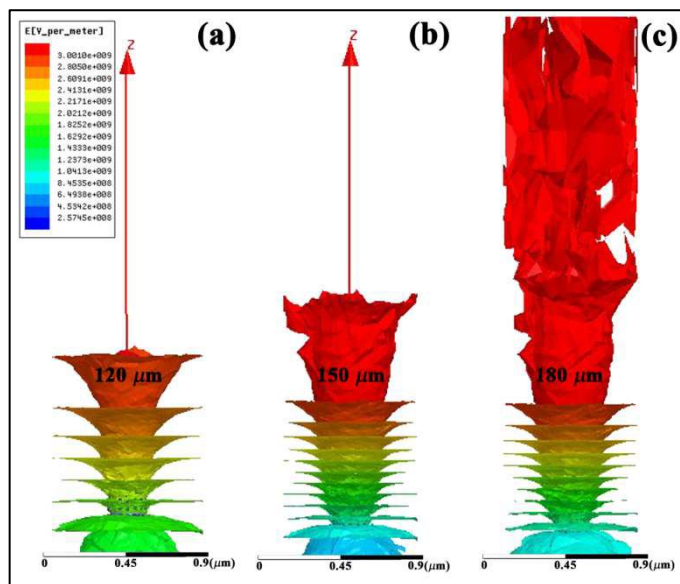 E[V_per_meter]
3.0010e+009
2.8050e+009
2.6091e+009
2.4131e+009
2.2171e+009
2.0212e+009
1.8252e+009
1.6292e+009
1.4333e+009
1.2373e+009
1.0413e+009
8.4535e+008
6.4938e+008
4.5342e+008
2.5745e+008
(a) (b) (c)
Z Z
120 μm 150 μm 180 μm
0 0.45 0.9(μm) 0 0.45 0.9(μm) 0 0.45 0.9(μm)